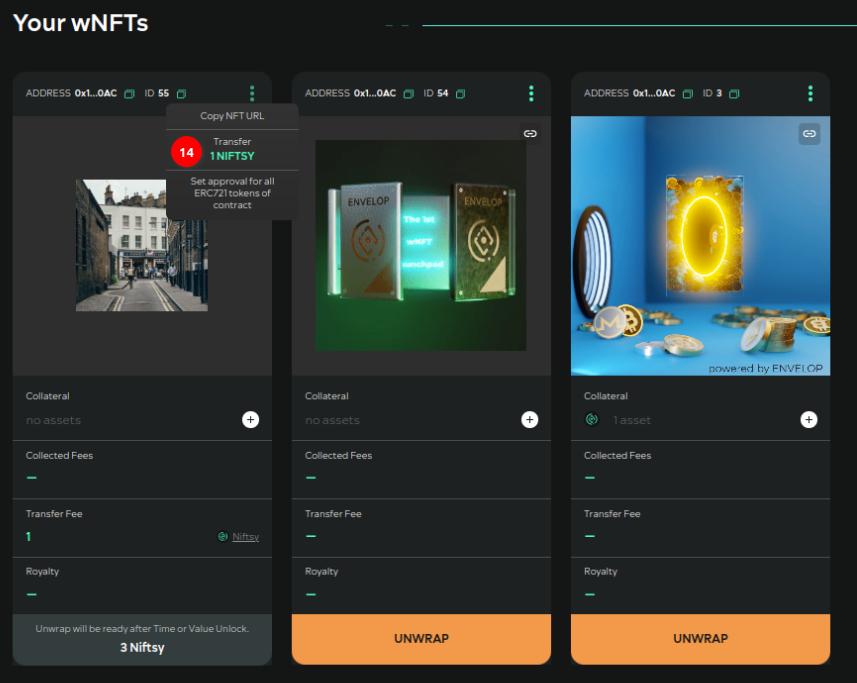 Your wNFTs
ADDRESS 0x1...0AC ID 55
Copy NFT URL
14
Transfer
1 NIFTSY
Set approval for all
ERC721 tokens of
contract
Collateral
no assets
Collected Fees
–
Transfer Fee
1 Niftsy
Royalty
–
Unwrap will be ready after Time or Value Unlock.
3 Niftsy
ADDRESS 0x1...0AC ID 54
ENVELOP
The 1st
wNFT
ENVELOP
Collateral
no assets
Collected Fees
–
Transfer Fee
–
Royalty
–
UNWRAP
ADDRESS 0x1...0AC ID 3
powered by ENVELOP
Collateral
1 asset
Collected Fees
–
Transfer Fee
–
Royalty
–
UNWRAP